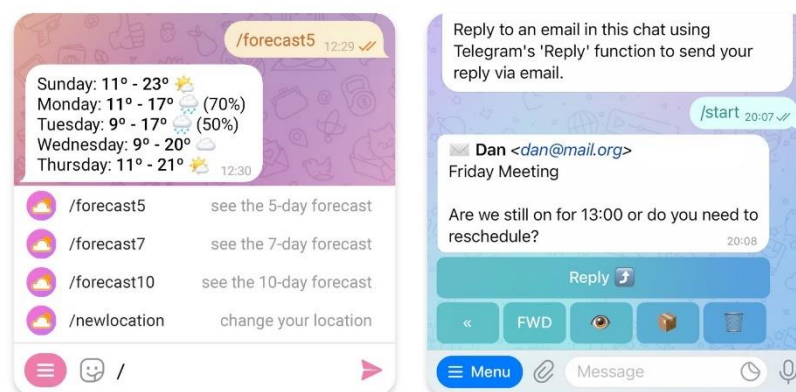 /forecast5 12:29
Sunday: 11º - 23º
Monday: 11º - 17º (70%)
Tuesday: 9º - 17º (50%)
Wednesday: 9º - 20º
Thursday: 11º - 21º 12:30
/forecast5 see the 5-day forecast
/forecast7 see the 7-day forecast
/forecast10 see the 10-day forecast
/newlocation change your location
/
Reply to an email in this chat using
Telegram's 'Reply' function to send your
reply via email.
/start 20:07
Dan <dan@mail.org>
Friday Meeting
Are we still on for 13:00 or do you need to
reschedule? 20:08
Reply
« FWD
Menu Message